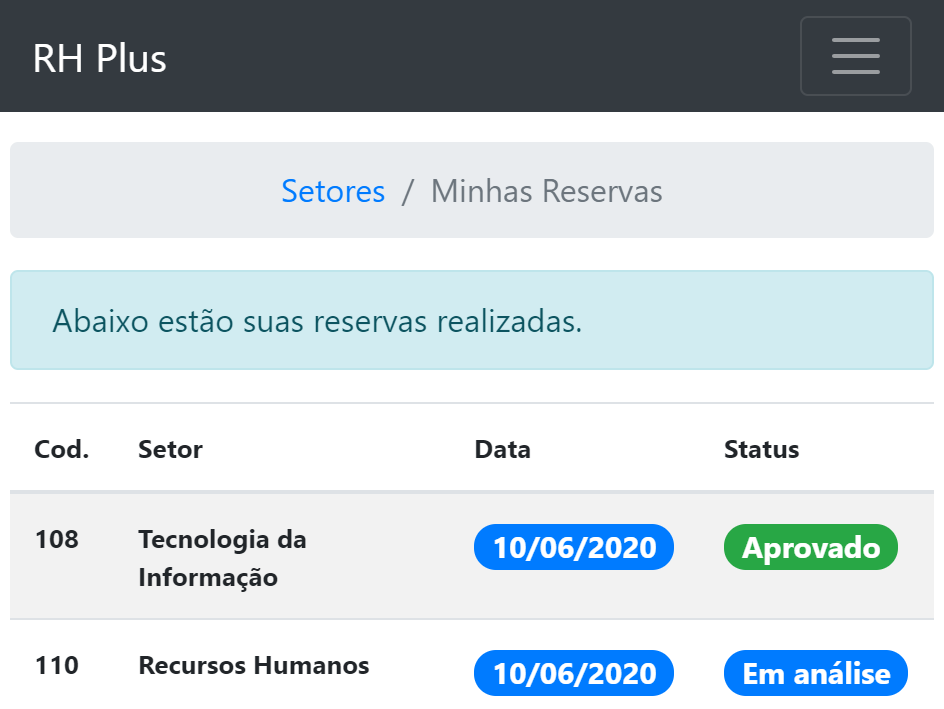 RH Plus
Setores / Minhas Reservas
Abaixo estão suas reservas realizadas.
Cod. Setor Data Status
108 Tecnologia da Informação 10/06/2020 Aprovado
110 Recursos Humanos 10/06/2020 Em análise